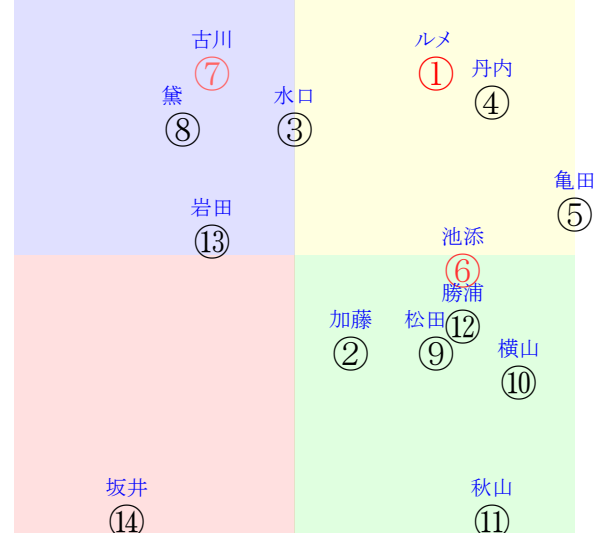 古川
⑦
ルメ
①
丹内
④
黛
⑧
水口
③
亀田
⑤
岩田
⑬
池添
⑥
勝浦
⑫
加藤
②
松田
⑨
横山
⑩
坂井
⑭
秋山
⑪